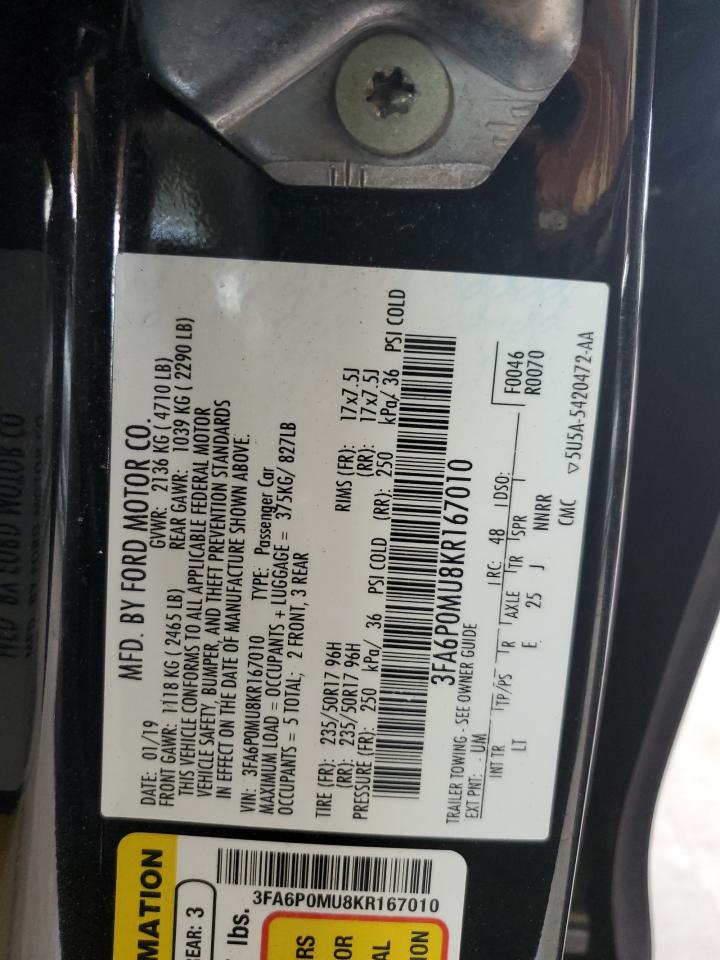 MFD. BY FORD MOTOR CO.
DATE: 01/19 GVWR: 2136 KG ( 4710 LB)
FRONT GAWR: 1118 KG ( 2465 LB) REAR GAWR: 1039 KG ( 2290 LB)
THIS VEHICLE CONFORMS TO ALL APPLICABLE FEDERAL MOTOR
VEHICLE SAFETY, BUMPER, AND THEFT PREVENTION STANDARDS
IN EFFECT ON THE DATE OF MANUFACTURE SHOWN ABOVE.
VIN: 3FA6P0MU8KR167010 TYPE: Passenger Car
MAXIMUM LOAD = OCCUPANTS + LUGGAGE = 375KG/ 827LB
OCCUPANTS = 5 TOTAL; 2 FRONT, 3 REAR
TIRE (FR): 235/50R17 96H RIMS (FR): 17x7.5J
(RR): 235/50R17 96H (RR): 17x7.5J
PRESSURE (FR): 250 kPa/ 36 PSI COLD (RR): 250 kPa/ 36 PSI COLD
3FA6P0MU8KR167010
TRAILER TOWING - SEE OWNER GUIDE
EXT PNT: UM RC: 48 DSO: F0046
R0070
INT TR TP/PS R AXLE TR SPR
LT E 25 J NNRR
CMC 5U5A-5420472-AA
MATION
REAR: 3
lbs.
3FA6P0MU8KR167010
RS
OR
AL
ION